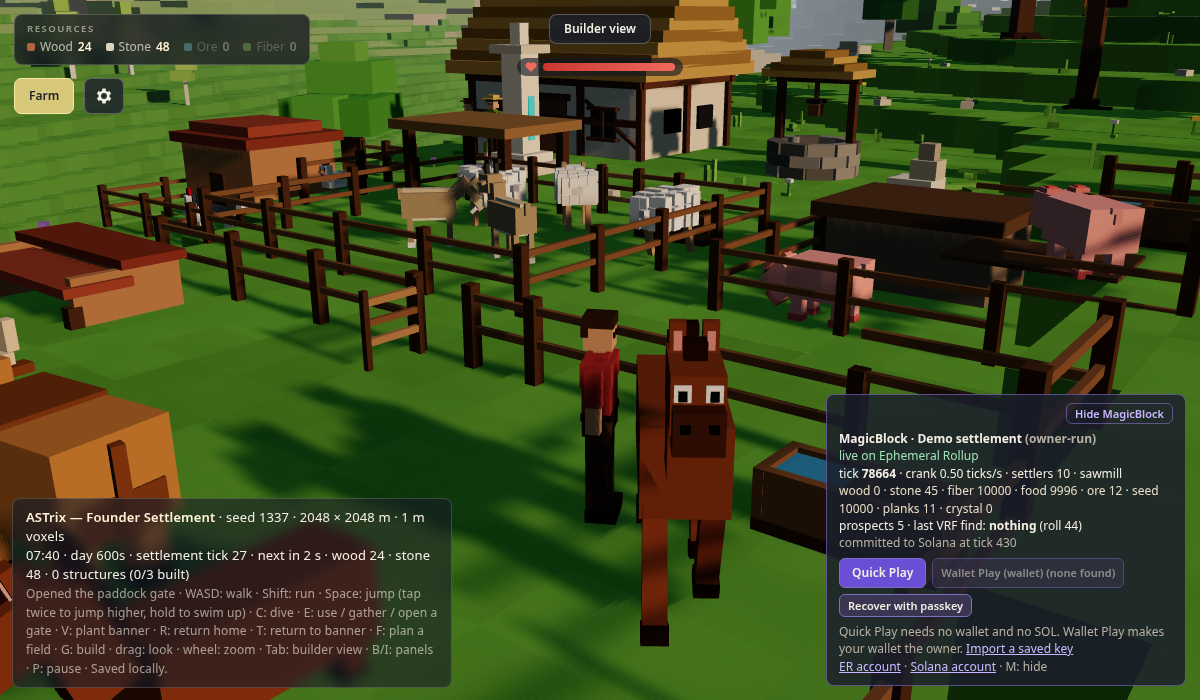 RESOURCES
Wood 24 Stone 48 Ore 0 Fiber 0
Builder view
Farm
ASTrix — Founder Settlement · seed 1337 · 2048 × 2048 m · 1 m
voxels
07:40 · day 600s · settlement tick 27 · next in 2 s · wood 24 · stone
48 · 0 structures (0/3 built)
Opened the paddock gate · WASD: walk · Shift: run · Space: jump (tap
twice to jump higher, hold to swim up) · C: dive · E: use / gather / open a
gate · V: plant banner · R: return home · T: return to banner · F: plan a
field · G: build · drag: look · wheel: zoom · Tab: builder view · B/I: panels
· P: pause · Saved locally.
Hide MagicBlock
MagicBlock · Demo settlement (owner-run)
live on Ephemeral Rollup
tick 78664 · crank 0.50 ticks/s · settlers 10 · sawmill
wood 0 · stone 45 · fiber 10000 · food 9996 · ore 12 · seed
10000 · planks 11 · crystal 0
prospects 5 · last VRF find: nothing (roll 44)
committed to Solana at tick 430
Quick Play
Wallet Play (wallet) (none found)
Recover with passkey
Quick Play needs no wallet and no SOL. Wallet Play makes
your wallet the owner. Import a saved key
ER account · Solana account · M: hide